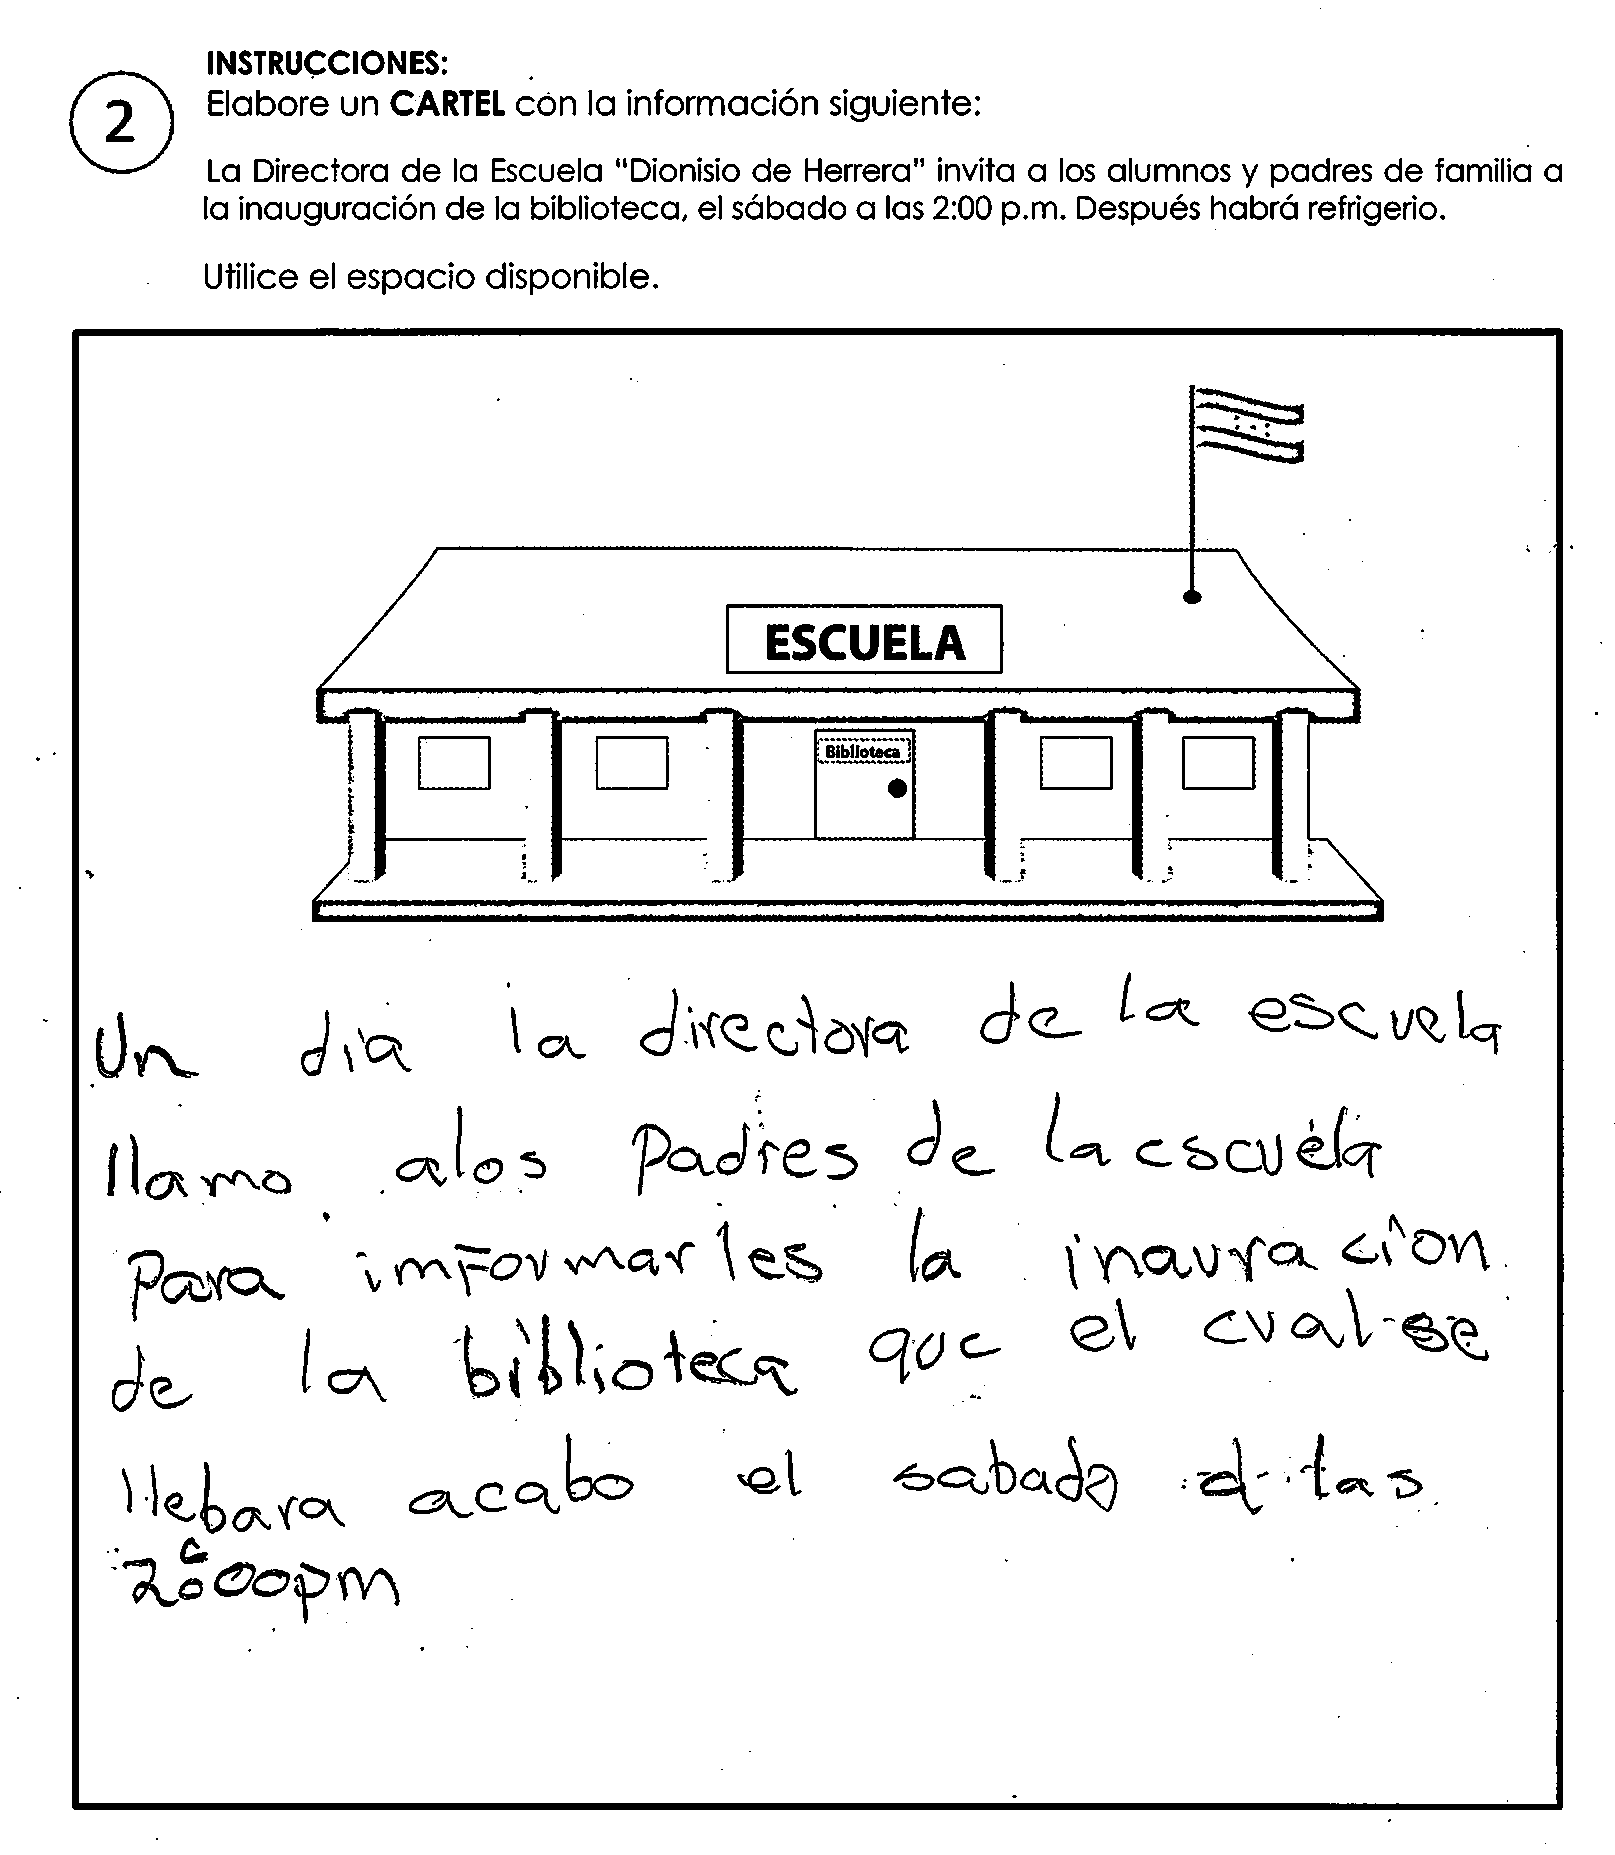 INSTRUCCIONES:
2
Elabore un CARTEL con la información siguiente:
La Directora de la Escuela "Dionisio de Herrera" invita a los alumnos y padres de familia a
la inauguración de la biblioteca, el sábado a las 2:00 p.m. Después habrá refrigerio.
Utilice el espacio disponible.
ESCUELA
Biblioteca
Un dia la directora de la escuela
llamo alos Padres de la escuela
Para imformarles la inauracion
de la biblioteca que el cual se
llebara acabo el sabado a las
2:00pm